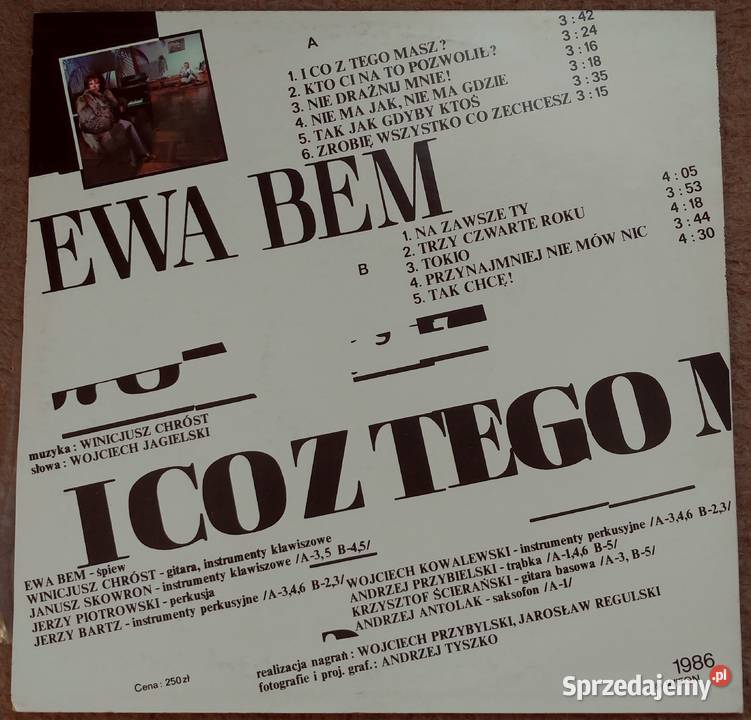 A
1. I CO Z TEGO MASZ? 3:42
2. KTO CI NA TO POZWOLIŁ? 3:24
3. NIE DRAŻNIJ MNIE! 3:16
4. NIE MA JAK, NIE MA GDZIE 3:18
5. TAK JAK GDYBY KTOŚ 3:35
6. ZROBIĘ WSZYSTKO CO ZECHCESZ 3:15
EWA BEM
B
1. NA ZAWSZE TY 4:05
2. TRZY CZWARTE ROKU 3:53
3. TOKIO 4:18
4. PRZYNAJMNIEJ NIE MÓW NIC 3:44
5. TAK CHCĘ! 4:30
muzyka : WINICJUSZ CHRÓST
słowa : WOJCIECH JAGIELSKI
I CO Z TEGO M
EWA BEM - śpiew
WINICJUSZ CHRÓST - gitara, instrumenty klawiszowe
JANUSZ SKOWRON - instrumenty klawiszowe /A-3,5 B-4,5/
JERZY PIOTROWSKI - perkusja
JERZY BARTZ - instrumenty perkusyjne /A-3,4,6 B-2,3/
WOJCIECH KOWALEWSKI - instrumenty perkusyjne /A-3,4,6 B-2,3/
ANDRZEJ PRZYBIELSKI - trąbka /A-1,4,6 B-5/
KRZYSZTOF ŚCIERAŃSKI - gitara basowa /A-3, B-5/
ANDRZEJ ANTOLAK - saksofon /A-1/
realizacja nagrań : WOJCIECH PRZYBYLSKI, JAROSŁAW REGULSKI
fotografie i proj. graf.: ANDRZEJ TYSZKO
Cena : 250 zł
1986
Sprzedajemy.pl